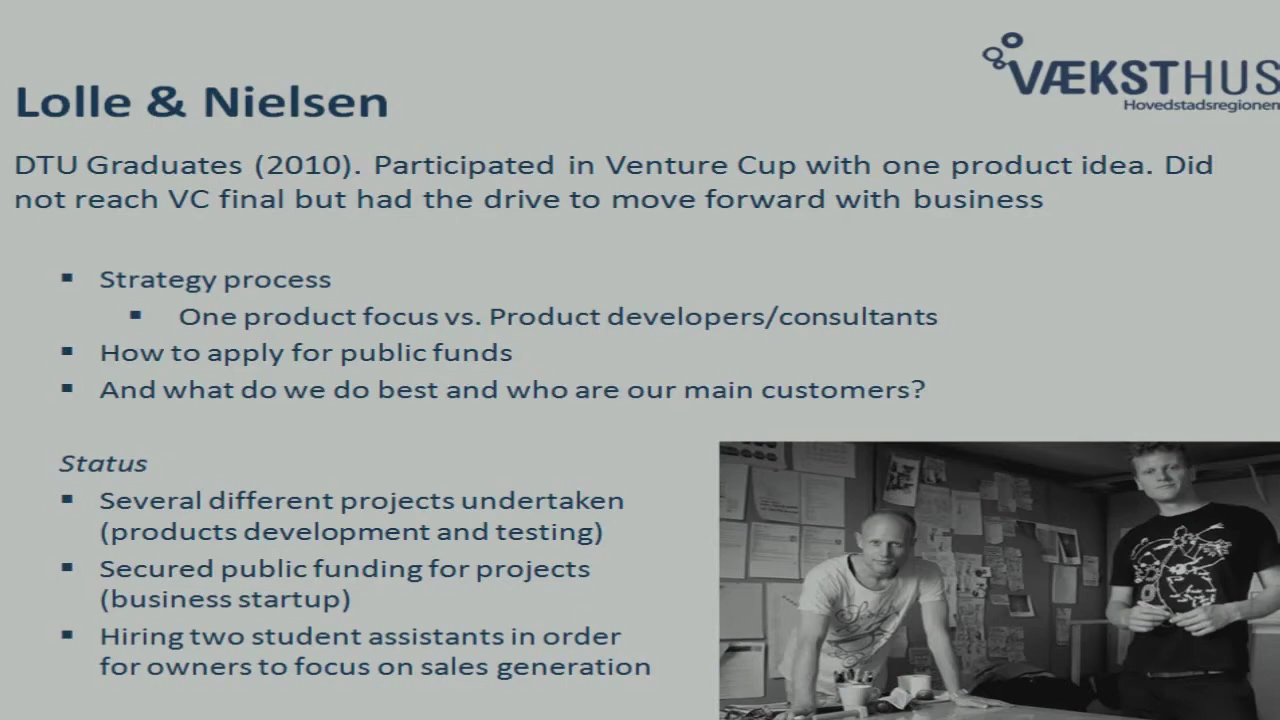 VÆKSTHUS
Hovedstadsregionen
Lolle & Nielsen
DTU Graduates (2010). Participated in Venture Cup with one product idea. Did
not reach VC final but had the drive to move forward with business
▪ Strategy process
▪ One product focus vs. Product developers/consultants
▪ How to apply for public funds
▪ And what do we do best and who are our main customers?
Status
▪ Several different projects undertaken
(products development and testing)
▪ Secured public funding for projects
(business startup)
▪ Hiring two student assistants in order
for owners to focus on sales generation